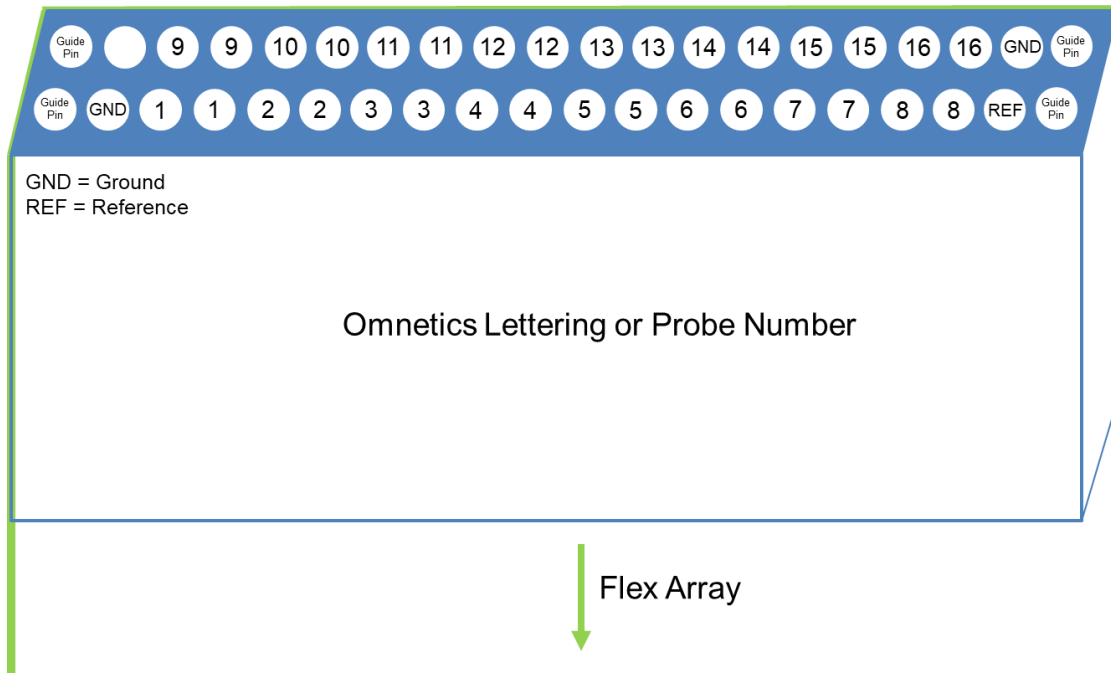 Guide Pin 9 9 10 10 11 11 12 12 13 13 14 14 15 15 16 16 GND Guide Pin
Guide Pin GND 1 1 2 2 3 3 4 4 5 5 6 6 7 7 8 8 REF Guide Pin
GND = Ground
REF = Reference
Omnetics Lettering or Probe Number
Flex Array